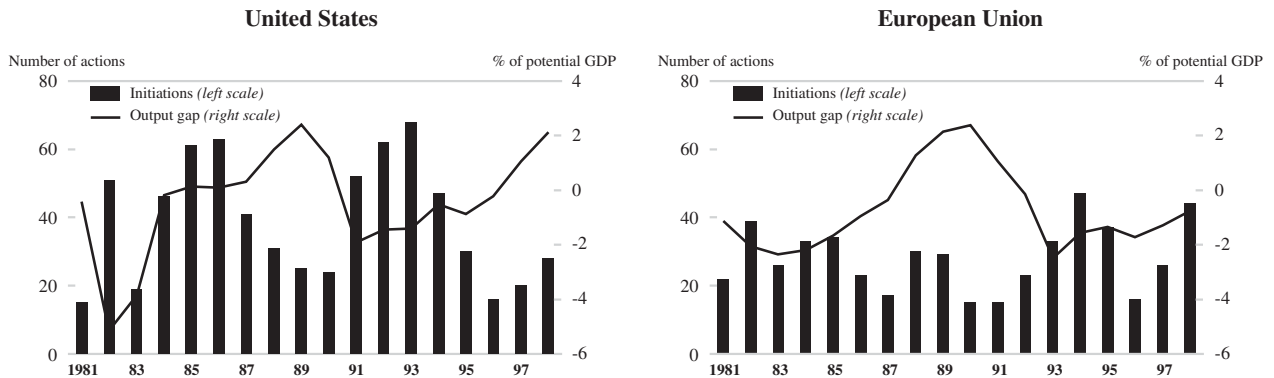 United States
Number of actions
% of potential GDP
80
60
40
20
0
4
2
0
-2
-4
-6
Initiations (left scale)
Output gap (right scale)
1981 83 85 87 89 91 93 95 97
European Union
Number of actions
% of potential GDP
80
60
40
20
0
4
2
0
-2
-4
-6
Initiations (left scale)
Output gap (right scale)
1981 83 85 87 89 91 93 95 97